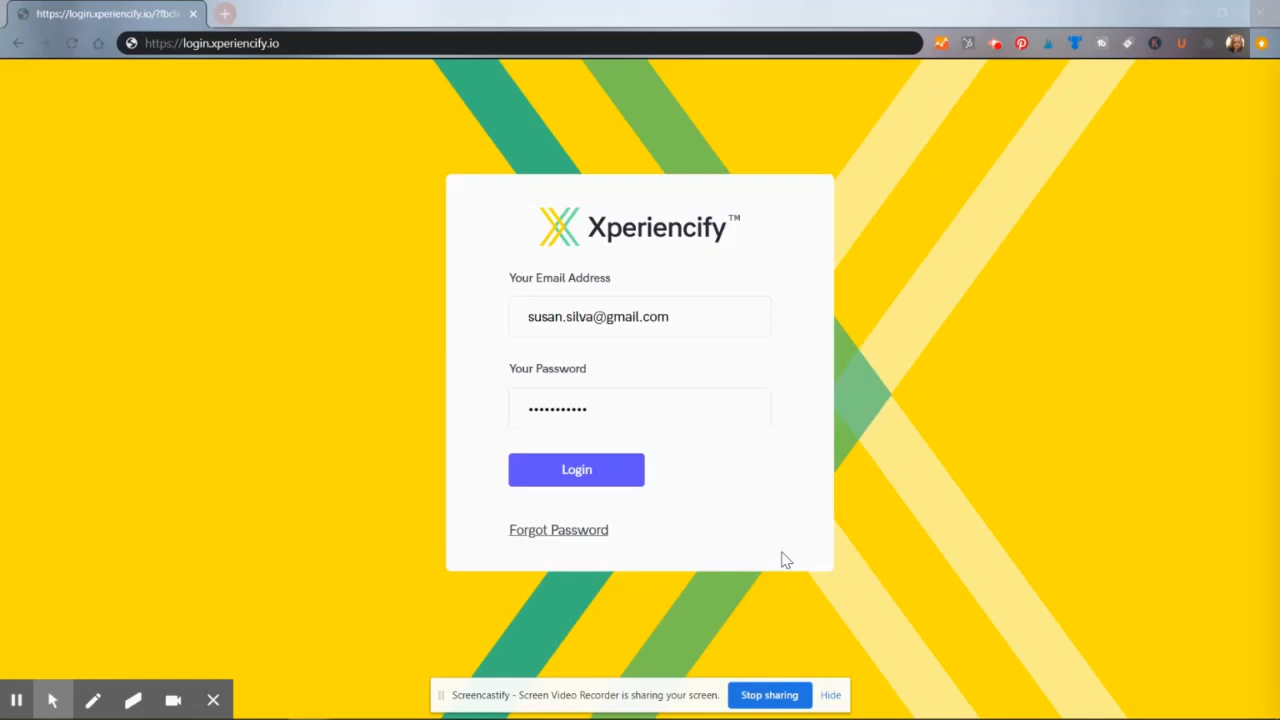 https://login.xperiencify.io/?fbcli
https://login.xperiencify.io
Xperiencify™
Your Email Address
susan.silva@gmail.com
Your Password
•••••••••••
Login
Forgot Password
Screencastify - Screen Video Recorder is sharing your screen.
Stop sharing
Hide